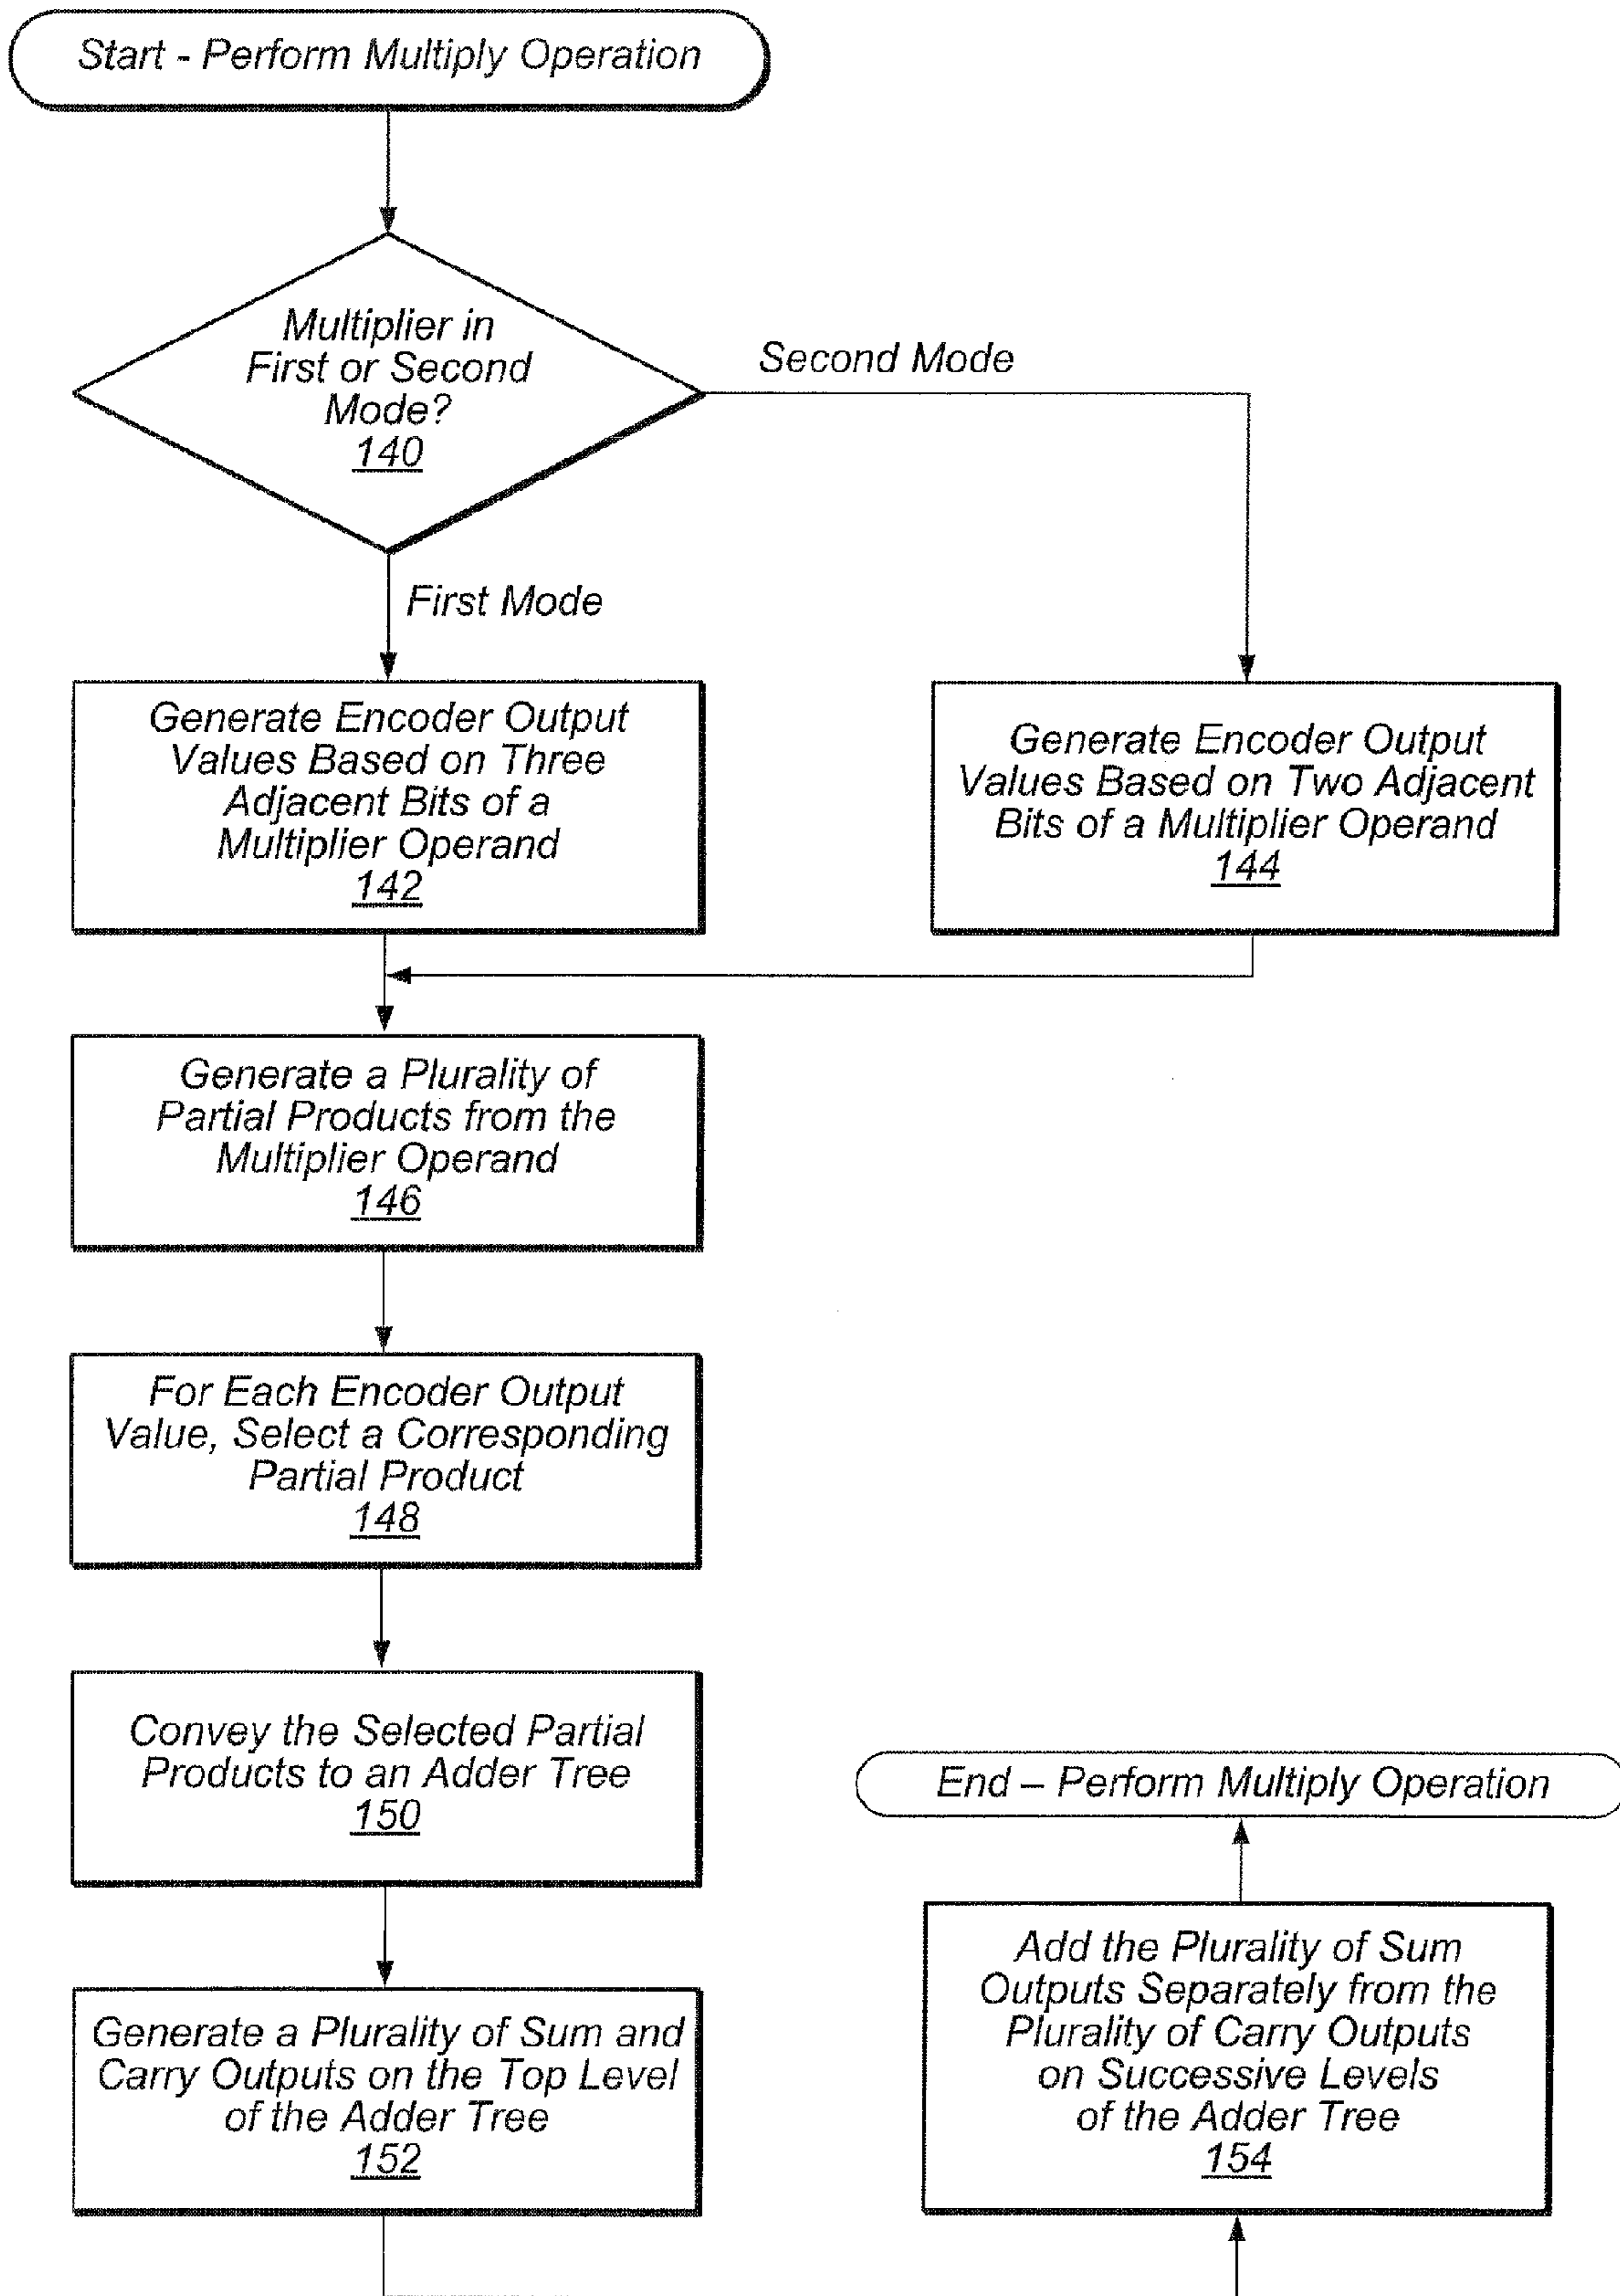 Start - Perform Multiply Operation
Multiplier in
First or Second
Mode?
140
Second Mode
First Mode
Generate Encoder Output
Values Based on Three
Adjacent Bits of a
Multiplier Operand
142
Generate Encoder Output
Values Based on Two Adjacent
Bits of a Multiplier Operand
144
Generate a Plurality of
Partial Products from the
Multiplier Operand
146
For Each Encoder Output
Value, Select a Corresponding
Partial Product
148
Convey the Selected Partial
Products to an Adder Tree
150
Generate a Plurality of Sum and
Carry Outputs on the Top Level
of the Adder Tree
152
End – Perform Multiply Operation
Add the Plurality of Sum
Outputs Separately from the
Plurality of Carry Outputs
on Successive Levels
of the Adder Tree
154